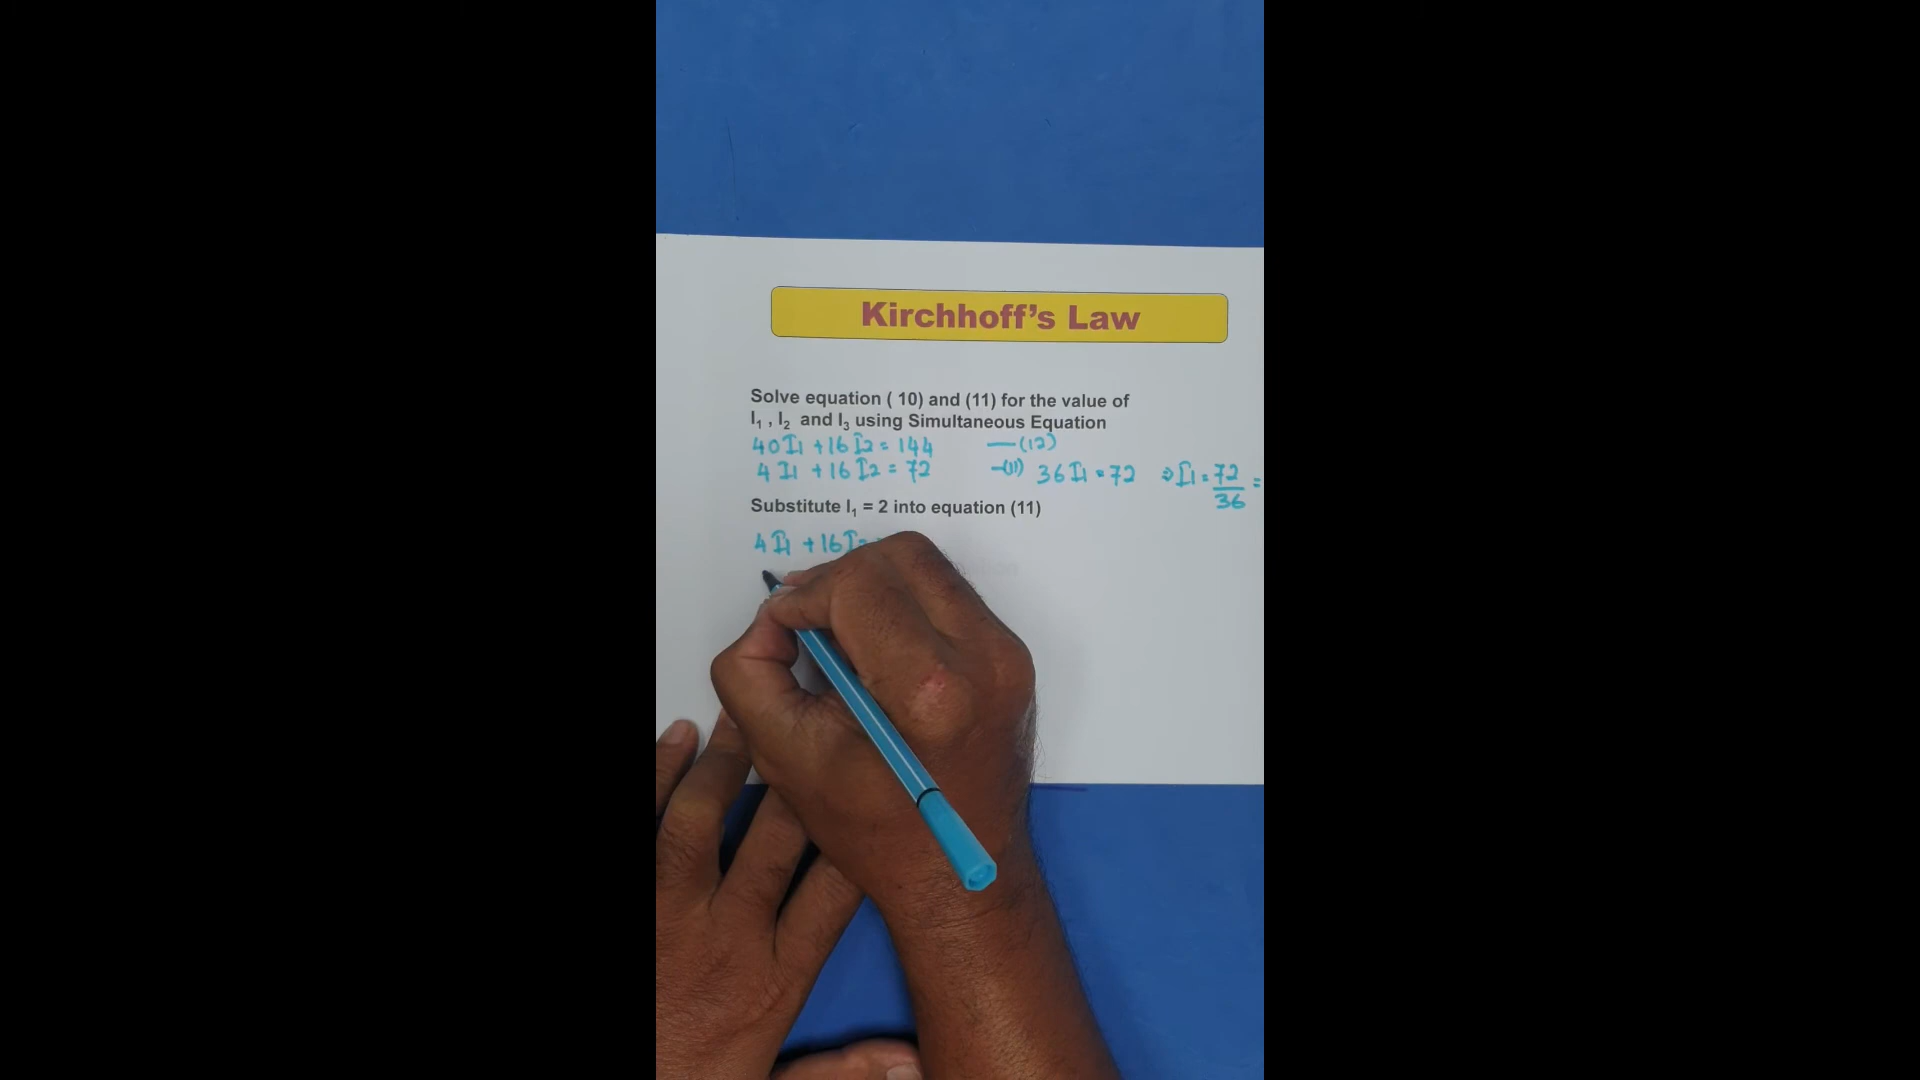 Kirchhoff's Law
Solve equation ( 10) and (11) for the value of
I₁ , I₂ and I₃ using Simultaneous Equation
40I₁ + 16I₂ = 144 —(12)
4I₁ + 16I₂ = 72 —(11) 36I₁ = 72 ⇒ I₁ = 72/36 =
Substitute I₁ = 2 into equation (11)
4I₁ + 16I₂